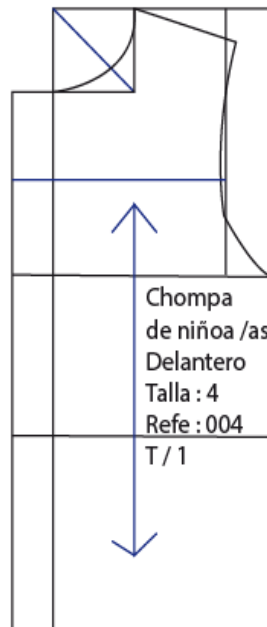 Chompa
de niñoa /as
Delantero
Talla : 4
Refe : 004
T / 1